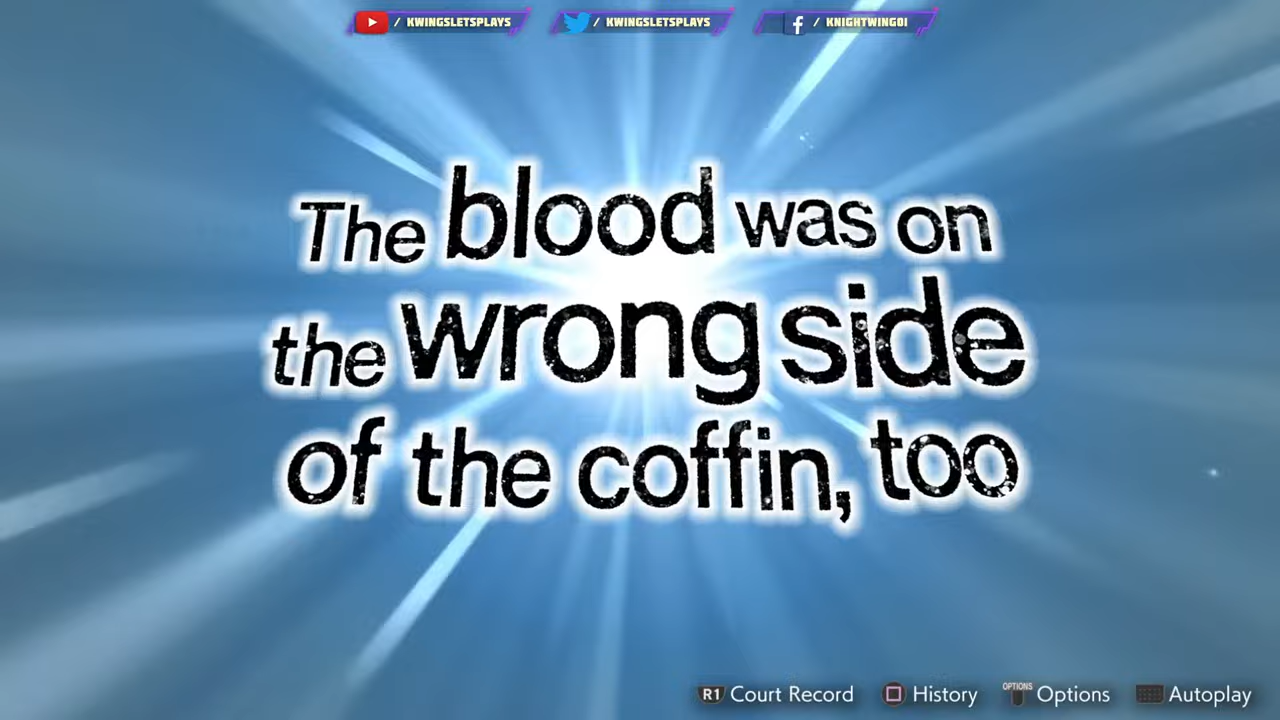 / KWINGSLETSPLAYS / KWINGSLETSPLAYS / KNIGHTWING01
The blood was on
the wrong side
of the coffin, too
R1 Court Record History OPTIONS Options Autoplay